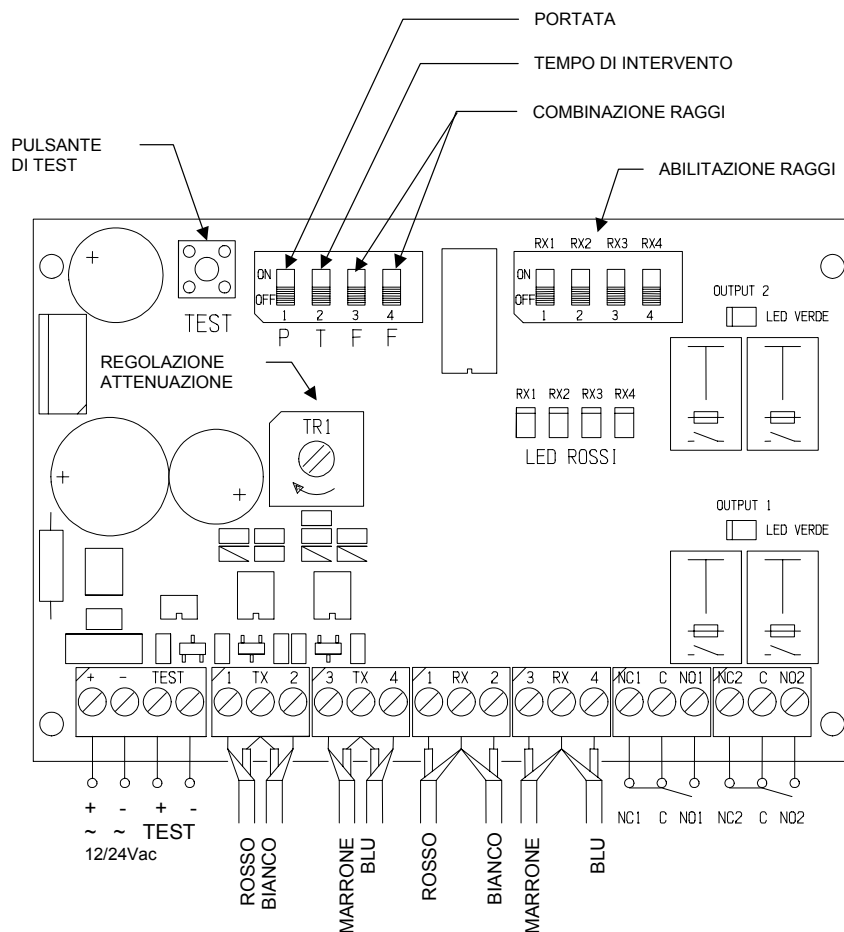 PORTATA
TEMPO DI INTERVENTO
COMBINAZIONE RAGGI
PULSANTE
DI TEST
ABILITAZIONE RAGGI
RX1 RX2 RX3 RX4
ON
OFF
1 2 3 4
P T F F
TEST
ON
OFF
1 2 3 4
OUTPUT 2
LED VERDE
REGOLAZIONE
ATTENUAZIONE
TR1
RX1 RX2 RX3 RX4
LED ROSSI
+
+
+
OUTPUT 1
LED VERDE
+ - TEST
1 TX 2
3 TX 4
1 RX 2
3 RX 4
NC1 C NO1
NC2 C NO2
+ - + -
~ ~ TEST
12/24Vac
ROSSO
BIANCO
MARRONE
BLU
ROSSO
BIANCO
MARRONE
BLU
NC1 C NO1
NC2 C NO2